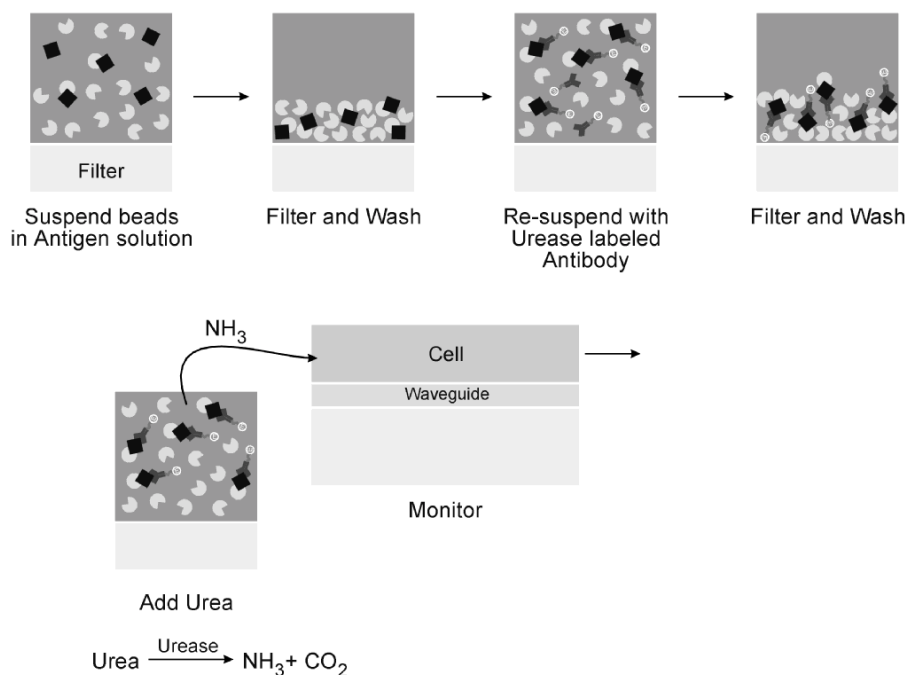 Filter
Suspend beads
in Antigen solution
Filter and Wash
Re-suspend with
Urease labeled
Antibody
Filter and Wash
NH3
Cell
Waveguide
Monitor
Add Urea
Urea Urease NH3+ CO2